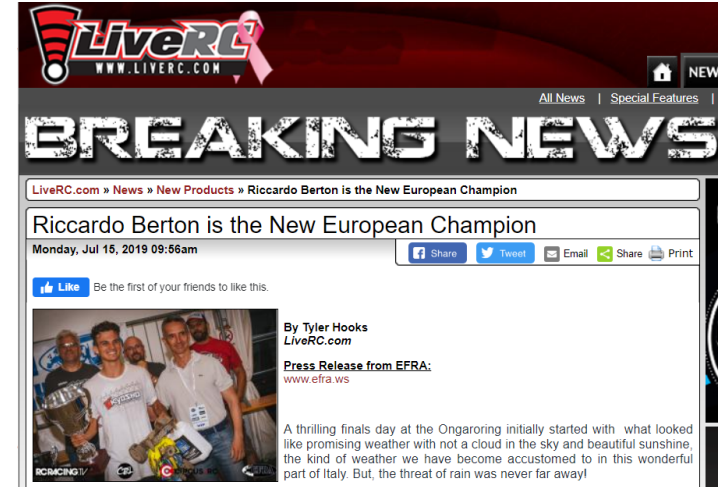 LiveRC
WWW.LIVERC.COM
NEW
All News | Special Features |
BREAKING NEWS
LiveRC.com » News » New Products » Riccardo Berton is the New European Champion
Riccardo Berton is the New European Champion
Monday, Jul 15, 2019 09:56am
Share Tweet Email Share Print
Like Be the first of your friends to like this.
By Tyler Hooks
LiveRC.com
Press Release from EFRA:
www.efra.ws
KYOSHO
RCRACINGTV
A thrilling finals day at the Ongaroring initially started with what looked
like promising weather with not a cloud in the sky and beautiful sunshine,
the kind of weather we have become accustomed to in this wonderful
part of Italy. But, the threat of rain was never far away!